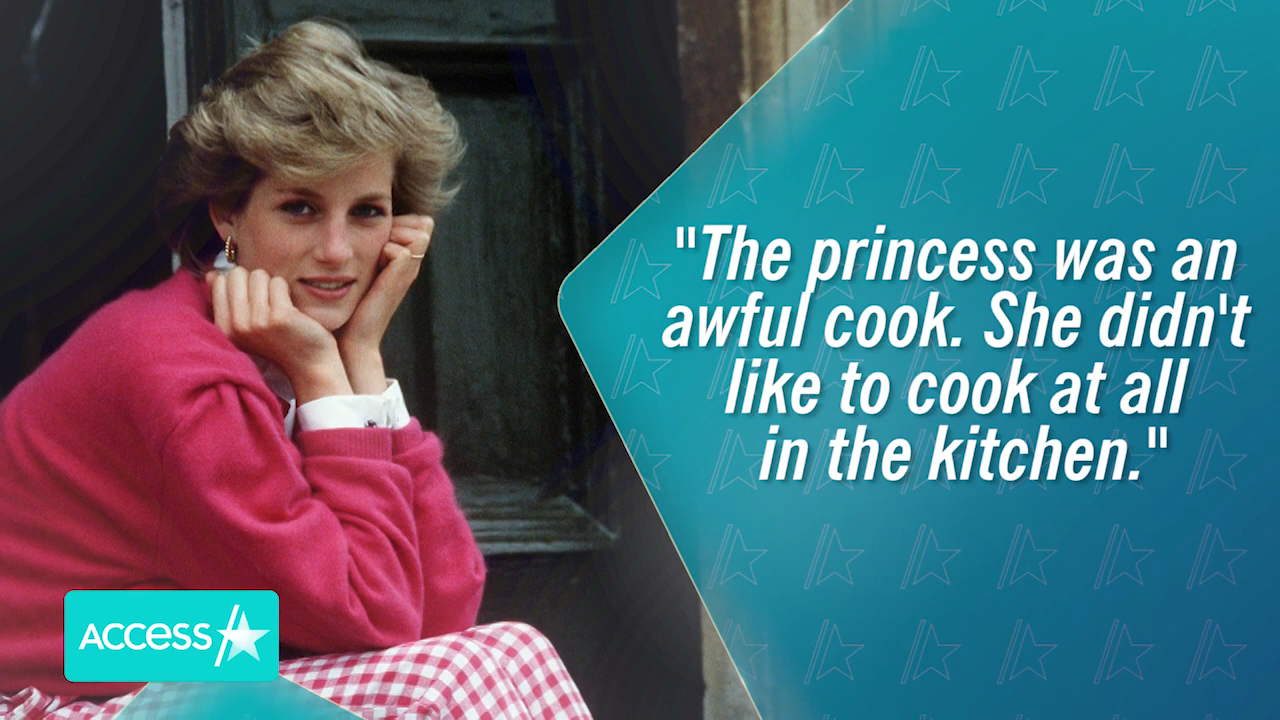 "The princess was an
awful cook. She didn't
like to cook at all
in the kitchen."
ACCESS